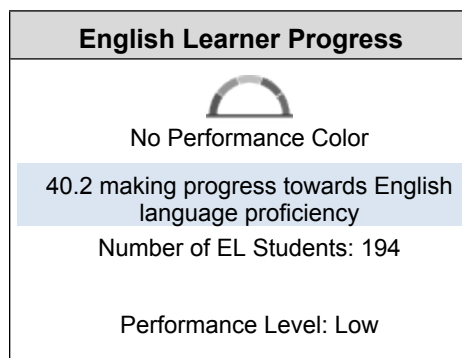 English Learner Progress
No Performance Color
40.2 making progress towards English
language proficiency
Number of EL Students: 194
Performance Level: Low